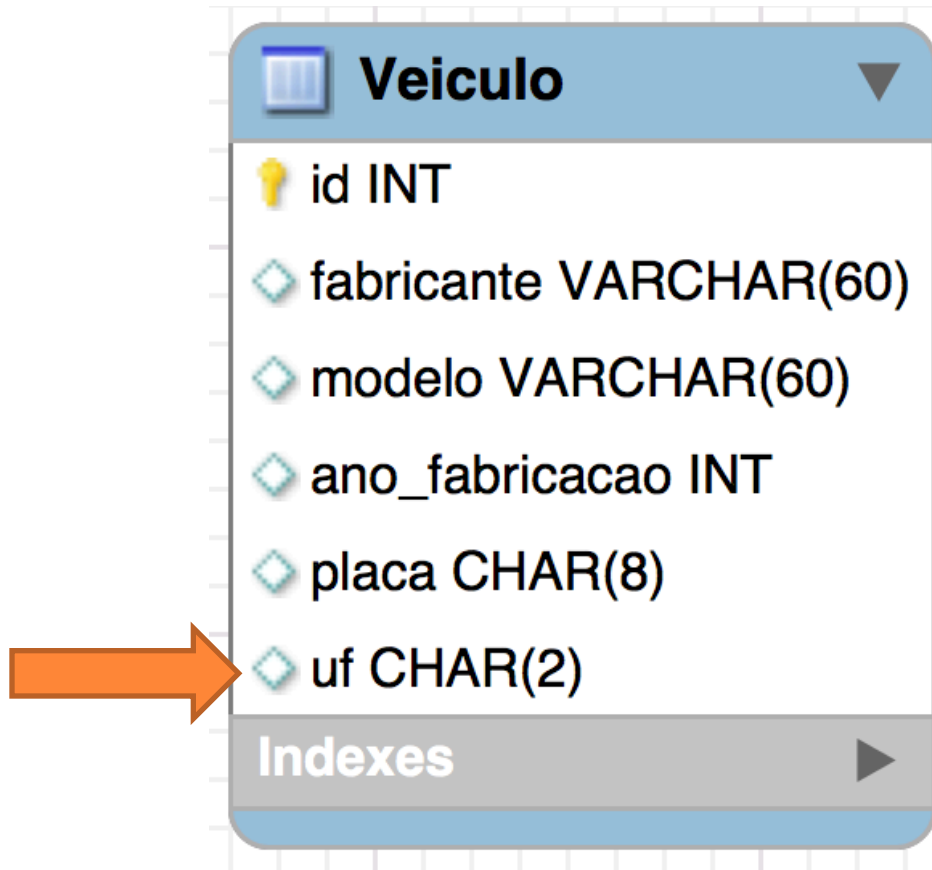 Veiculo
id INT
fabricante VARCHAR(60)
modelo VARCHAR(60)
ano_fabricacao INT
placa CHAR(8)
uf CHAR(2)
Indexes